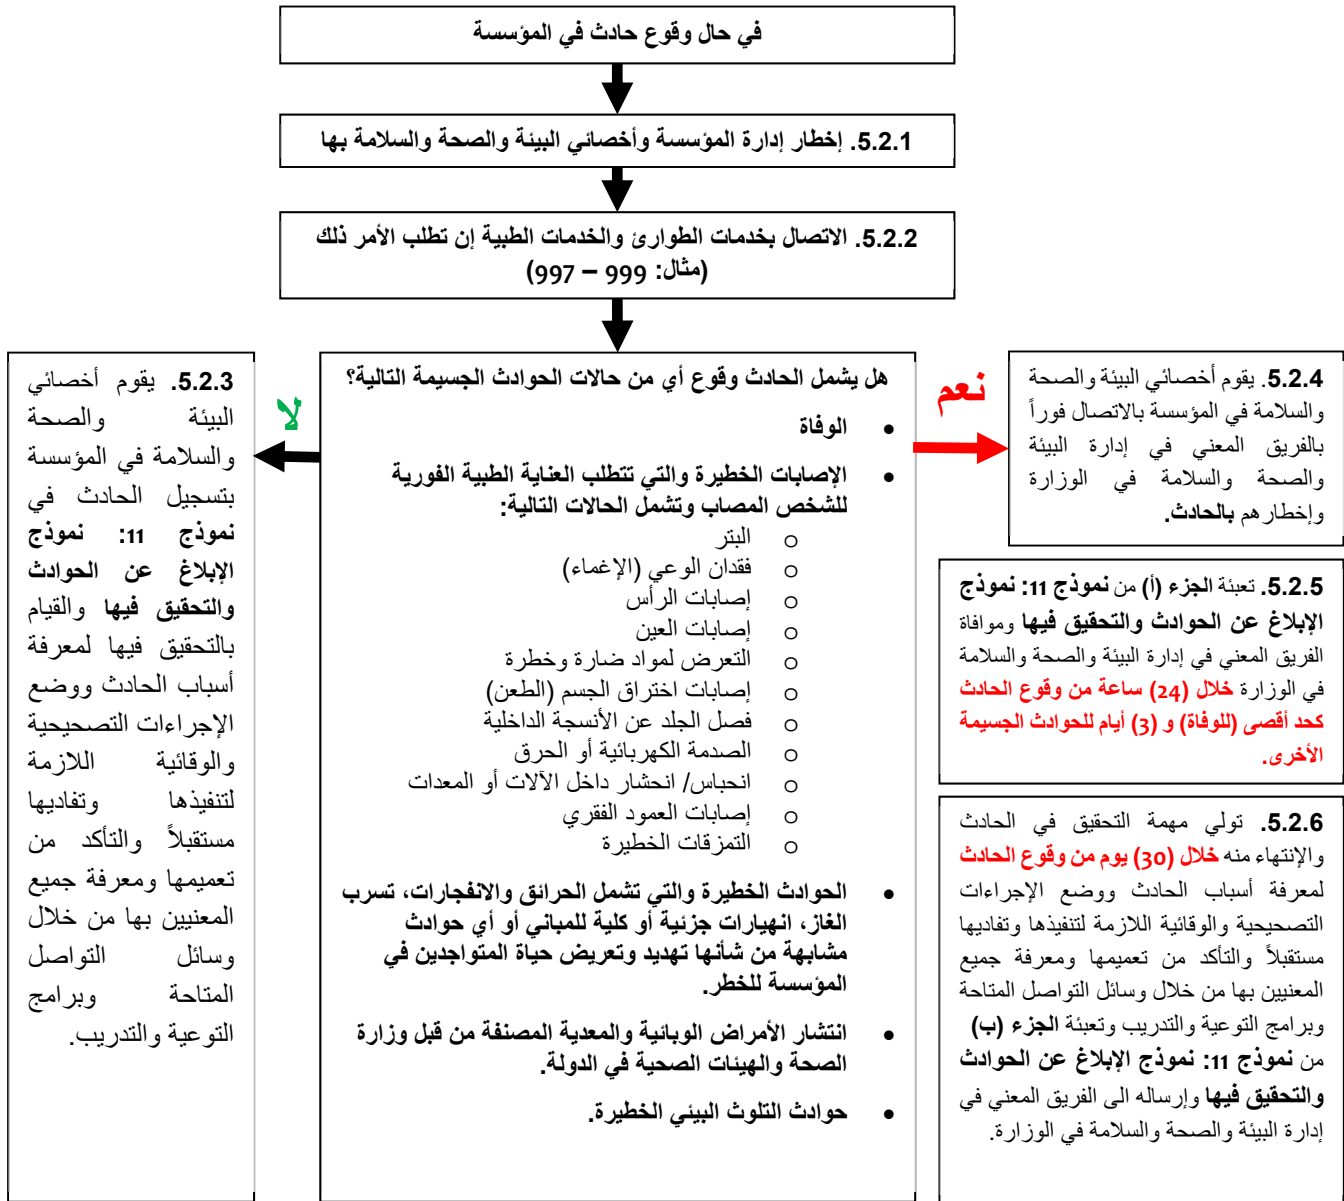 في حال وقوع حادث في المؤسسة
5.2.1. إخطار إدارة المؤسسة وأخصائي البيئة والصحة والسلامة بها
5.2.2. الاتصال بخدمات الطوارئ والخدمات الطبية إن تطلب الأمر ذلك
(مثال: 999 – 997)
هل يشمل الحادث وقوع أي من حالات الحوادث الجسيمة التالية؟
• الوفاة
• الإصابات الخطيرة والتي تتطلب العناية الطبية الفورية
للشخص المصاب وتشمل الحالات التالية:
o البتر
o فقدان الوعي (الإغماء)
o إصابات الرأس
o إصابات العين
o التعرض لمواد ضارة وخطرة
o إصابات اختراق الجسم (الطعن)
o فصل الجلد عن الأنسجة الداخلية
o الصدمة الكهربائية أو الحرق
o انحباس/ انحشار داخل الآلات أو المعدات
o إصابات العمود الفقري
o التمزقات الخطيرة
• الحوادث الخطيرة والتي تشمل الحرائق والانفجارات، تسرب
الغاز، انهيارات جزئية أو كلية للمباني أو أي حوادث
مشابهة من شأنها تهديد وتعريض حياة المتواجدين في
المؤسسة للخطر.
• انتشار الأمراض الوبائية والمعدية المصنفة من قبل وزارة
الصحة والهيئات الصحية في الدولة.
• حوادث التلوث البيئي الخطيرة.
نعم
5.2.4. يقوم أخصائي البيئة والصحة
والسلامة في المؤسسة بالاتصال فوراً
بالفريق المعني في إدارة البيئة
والصحة والسلامة في الوزارة
وإخطارهم بالحادث.
5.2.5. تعبئة الجزء (أ) من نموذج 11: نموذج
الإبلاغ عن الحوادث والتحقيق فيها وموافاة
الفريق المعني في إدارة البيئة والصحة والسلامة
في الوزارة خلال (24) ساعة من وقوع الحادث
كحد أقصى (للوفاة) و (3) أيام للحوادث الجسيمة
الأخرى.
5.2.6. تولي مهمة التحقيق في الحادث
والإنتهاء منه خلال (30) يوم من وقوع الحادث
لمعرفة أسباب الحادث ووضع الإجراءات
التصحيحية والوقائية اللازمة لتنفيذها وتفاديها
مستقبلاً والتأكد من تعميمها ومعرفة جميع
المعنيين بها من خلال وسائل التواصل المتاحة
وبرامج التوعية والتدريب وتعبئة الجزء (ب)
من نموذج 11: نموذج الإبلاغ عن الحوادث
والتحقيق فيها وإرساله الى الفريق المعني في
إدارة البيئة والصحة والسلامة في الوزارة.
لا
5.2.3. يقوم أخصائي
البيئة والصحة
والسلامة في المؤسسة
بتسجيل الحادث في
نموذج 11: نموذج
الإبلاغ عن الحوادث
والتحقيق فيها والقيام
بالتحقيق فيها لمعرفة
أسباب الحادث ووضع
الإجراءات التصحيحية
والوقائية اللازمة
لتنفيذها وتفاديها
مستقبلاً والتأكد من
تعميمها ومعرفة جميع
المعنيين بها من خلال
وسائل التواصل
المتاحة وبرامج
التوعية والتدريب.